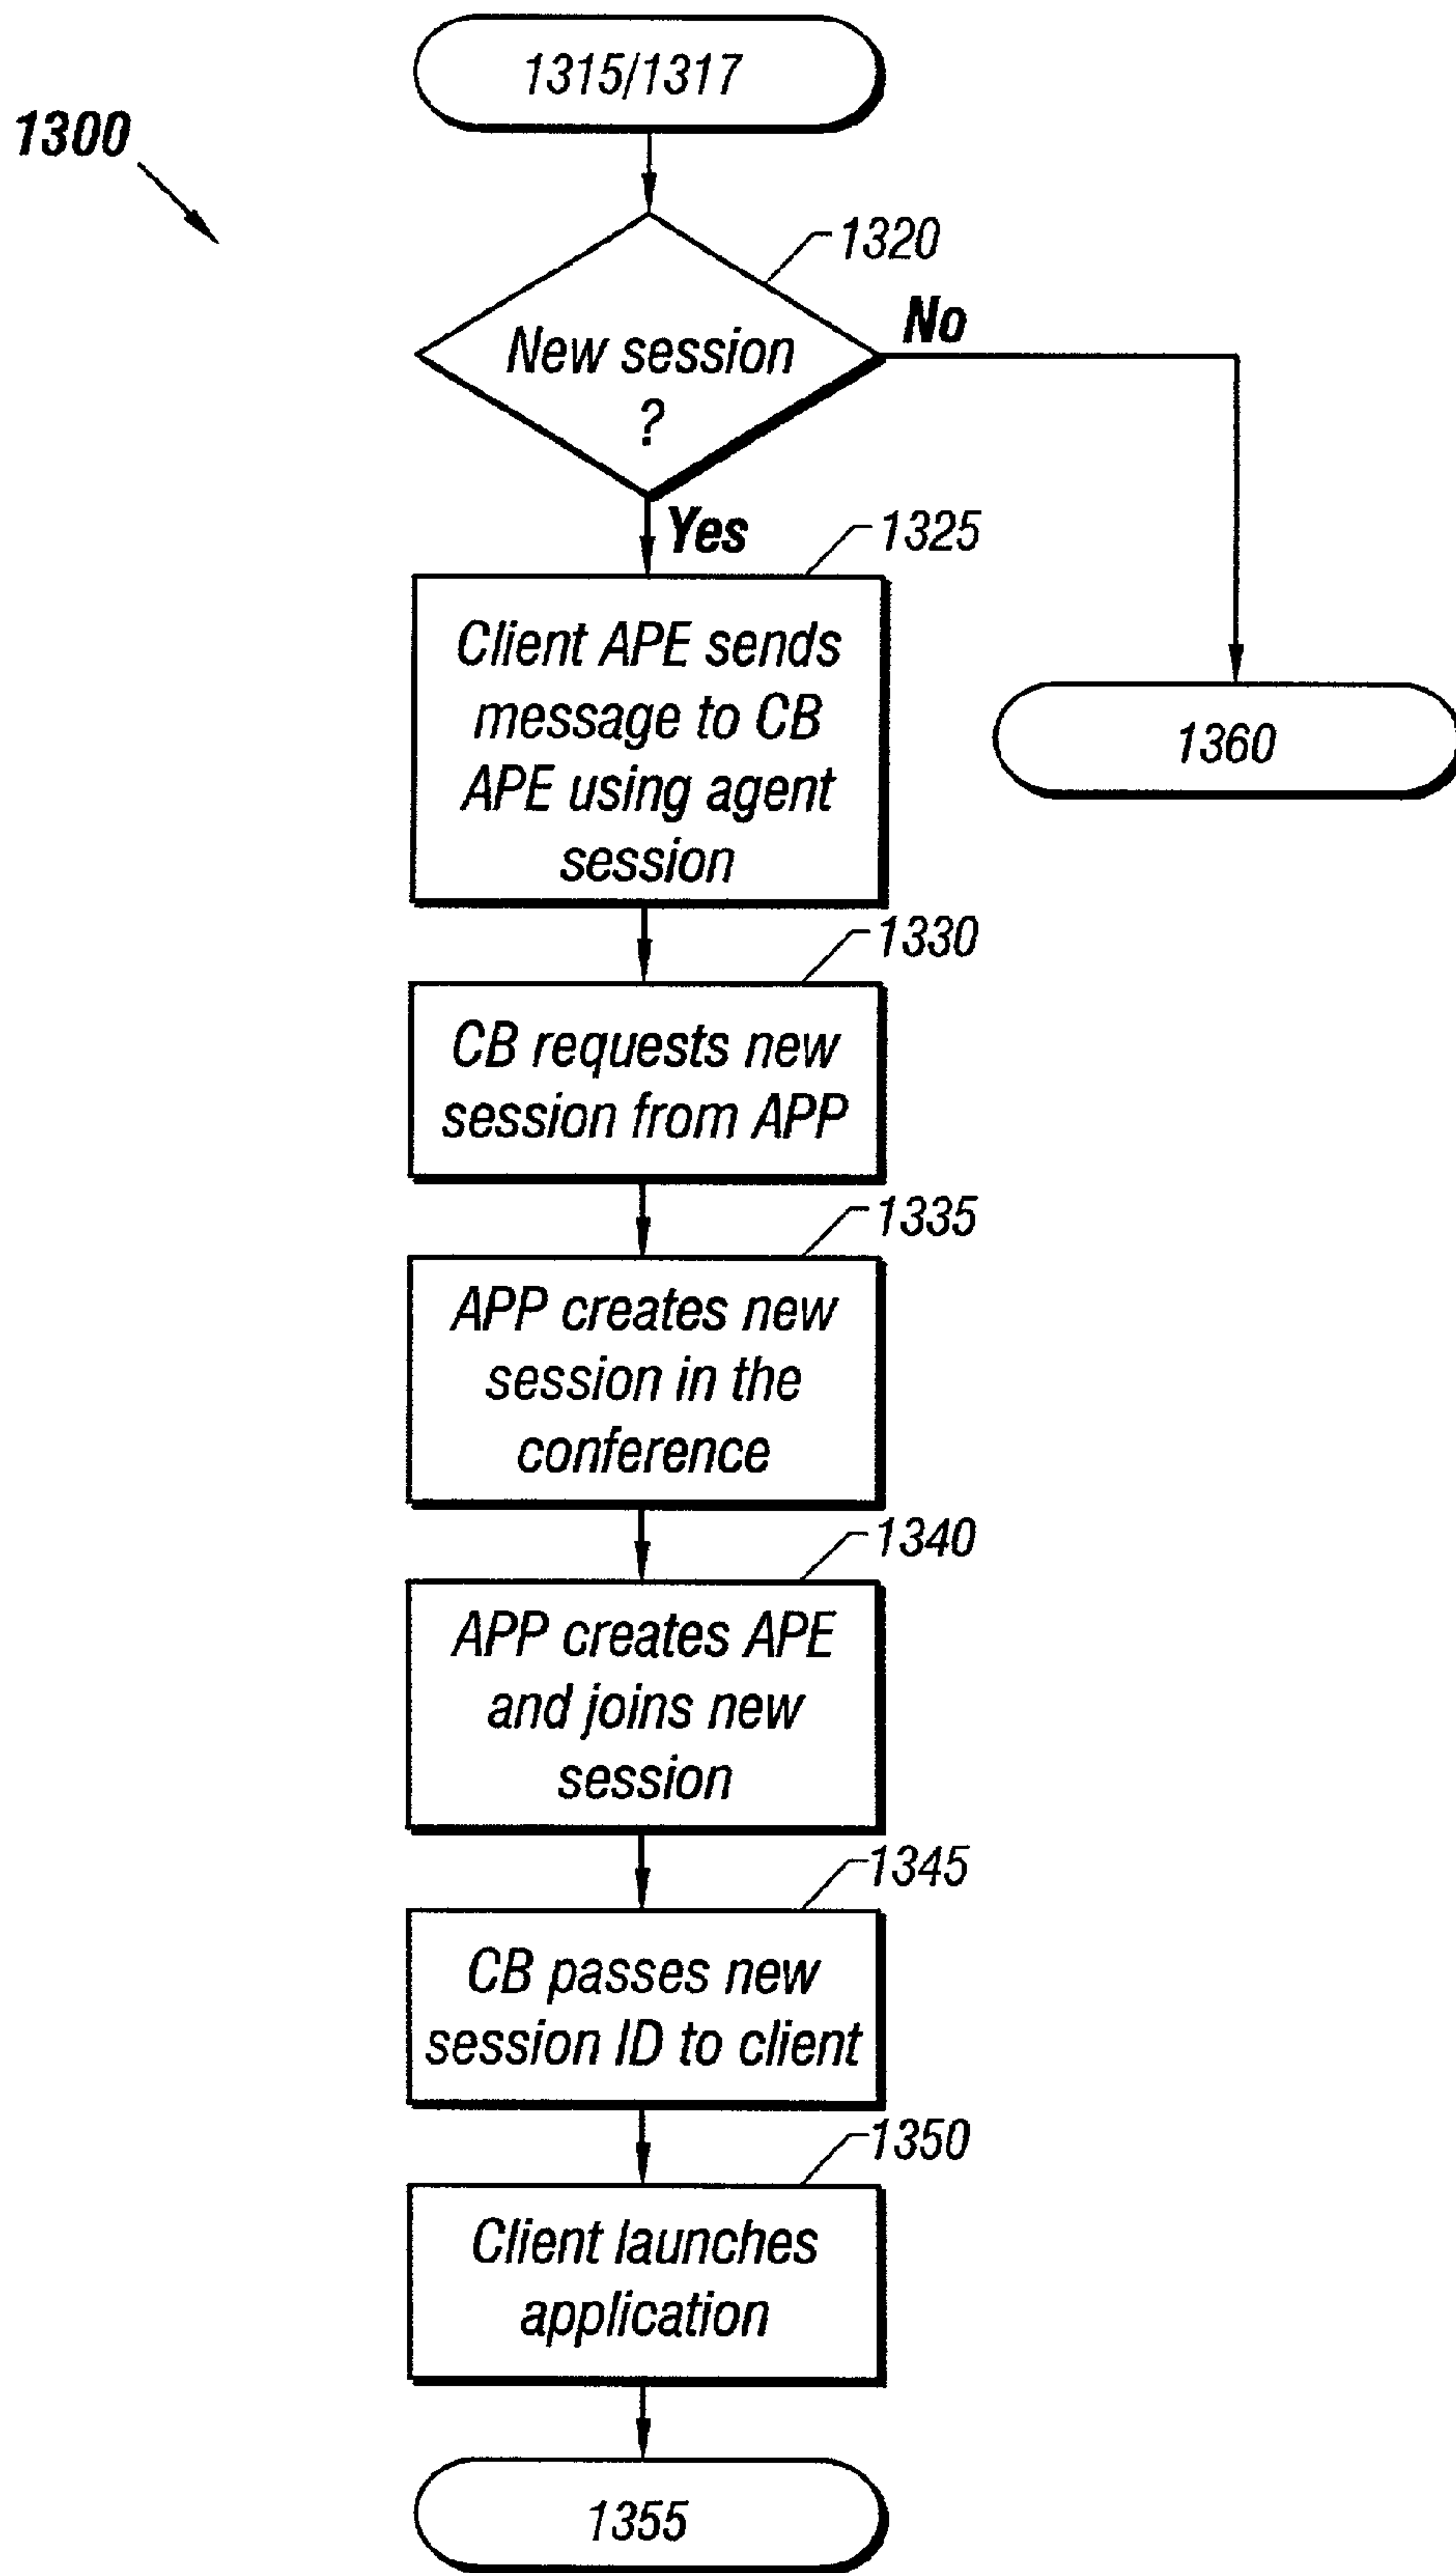 1315/1317
1300
1320
No
New session
?
Yes
1325
Client APE sends
message to CB
APE using agent
session
1360
1330
CB requests new
session from APP
1335
APP creates new
session in the
conference
1340
APP creates APE
and joins new
session
1345
CB passes new
session ID to client
1350
Client launches
application
1355